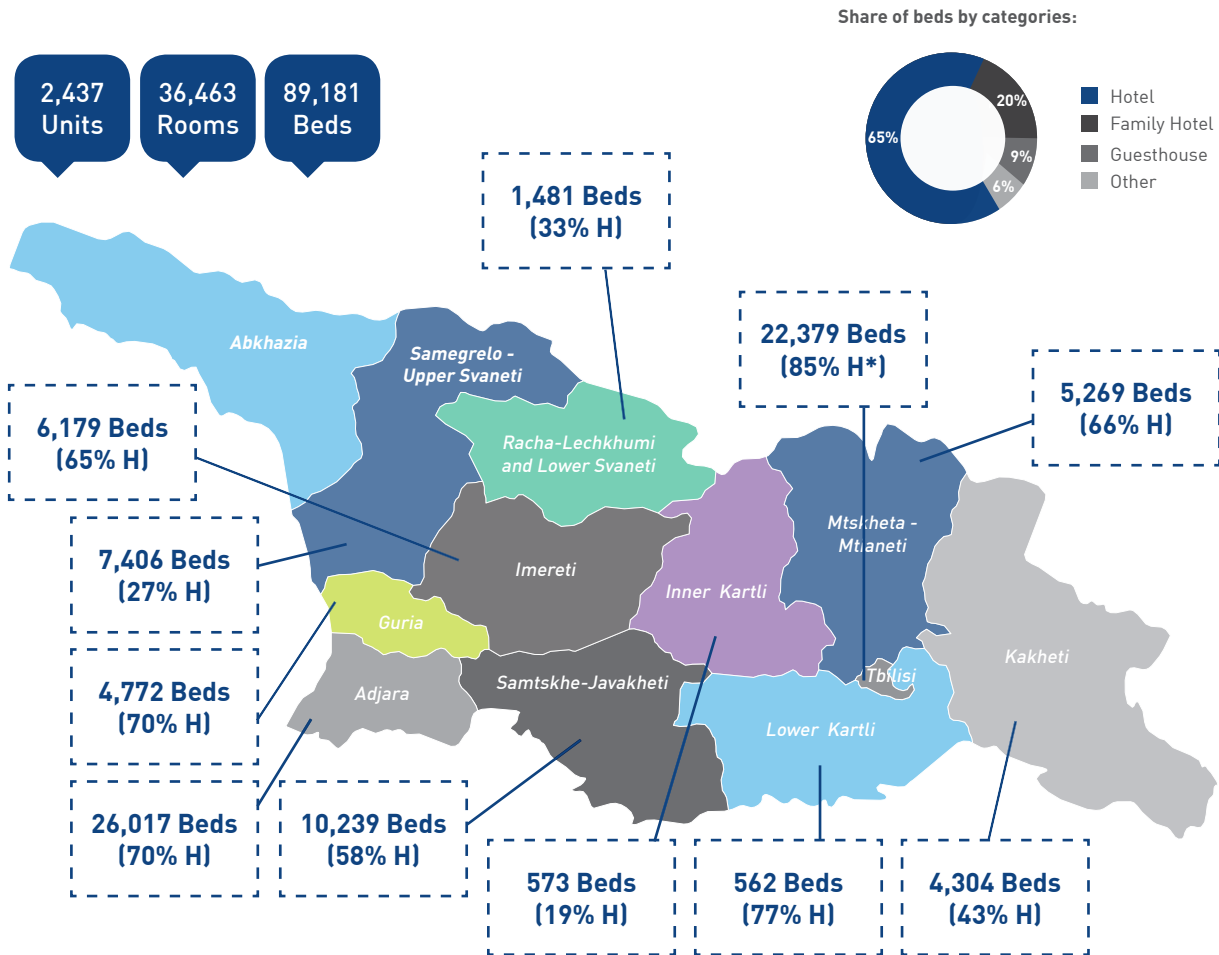 Share of beds by categories:
2,437
Units
36,463
Rooms
89,181
Beds
65%
20%
9%
6%
Hotel
Family Hotel
Guesthouse
Other
1,481 Beds
(33% H)
22,379 Beds
(85% H*)
5,269 Beds
(66% H)
6,179 Beds
(65% H)
7,406 Beds
(27% H)
4,772 Beds
(70% H)
26,017 Beds
(70% H)
10,239 Beds
(58% H)
573 Beds
(19% H)
562 Beds
(77% H)
4,304 Beds
(43% H)
Abkhazia
Samegrelo -
Upper Svaneti
Racha-Lechkhumi
and Lower Svaneti
Mtskheta -
Mtianeti
Imereti
Inner Kartli
Guria
Kakheti
Tbilisi
Adjara
Samtskhe-Javakheti
Lower Kartli